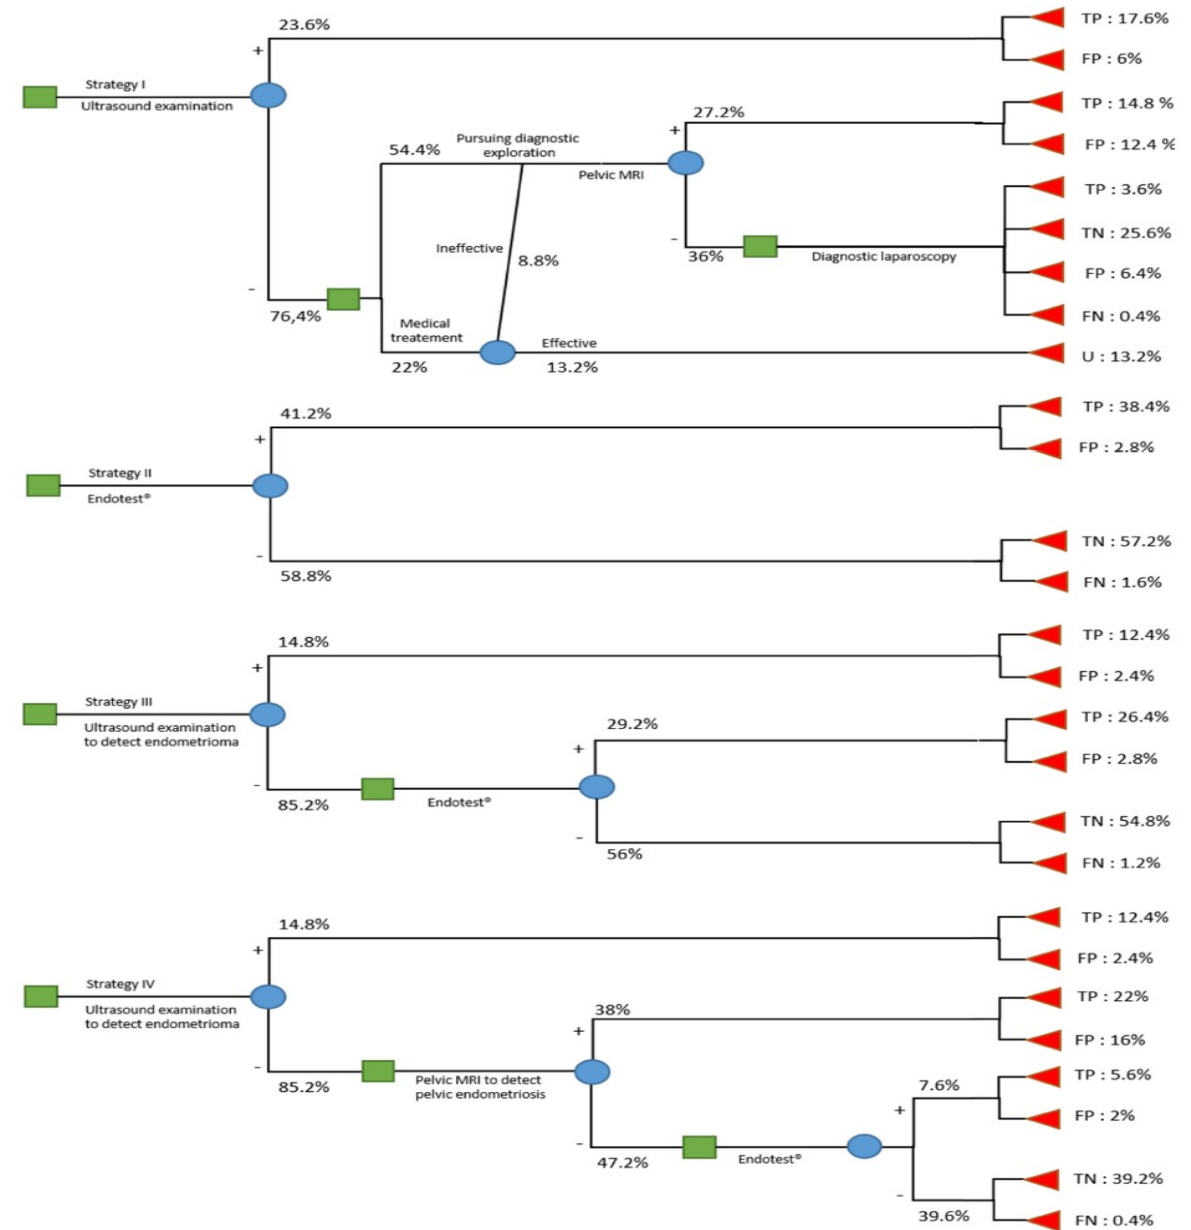 23.6%
+
Strategy I
Ultrasound examination
TP : 17.6%
FP : 6%
-
76,4%
54.4%
Pursuing diagnostic
exploration
Pelvic MRI
Ineffective
8.8%
Medical
treatement
22%
Effective
13.2%
27.2%
+
-
36%
Diagnostic laparoscopy
TP : 14.8 %
FP : 12.4 %
TP : 3.6%
TN : 25.6%
FP : 6.4%
FN : 0.4%
U : 13.2%
41.2%
+
Strategy II
Endotest®
-
58.8%
TP : 38.4%
FP : 2.8%
TN : 57.2%
FN : 1.6%
14.8%
+
Strategy III
Ultrasound examination
to detect endometrioma
-
85.2%
Endotest®
29.2%
+
-
56%
TP : 12.4%
FP : 2.4%
TP : 26.4%
FP : 2.8%
TN : 54.8%
FN : 1.2%
14.8%
+
Strategy IV
Ultrasound examination
to detect endometrioma
-
85.2%
Pelvic MRI to detect
pelvic endometriosis
38%
+
-
47.2%
Endotest®
7.6%
+
-
39.6%
TP : 12.4%
FP : 2.4%
TP : 22%
FP : 16%
TP : 5.6%
FP : 2%
TN : 39.2%
FN : 0.4%